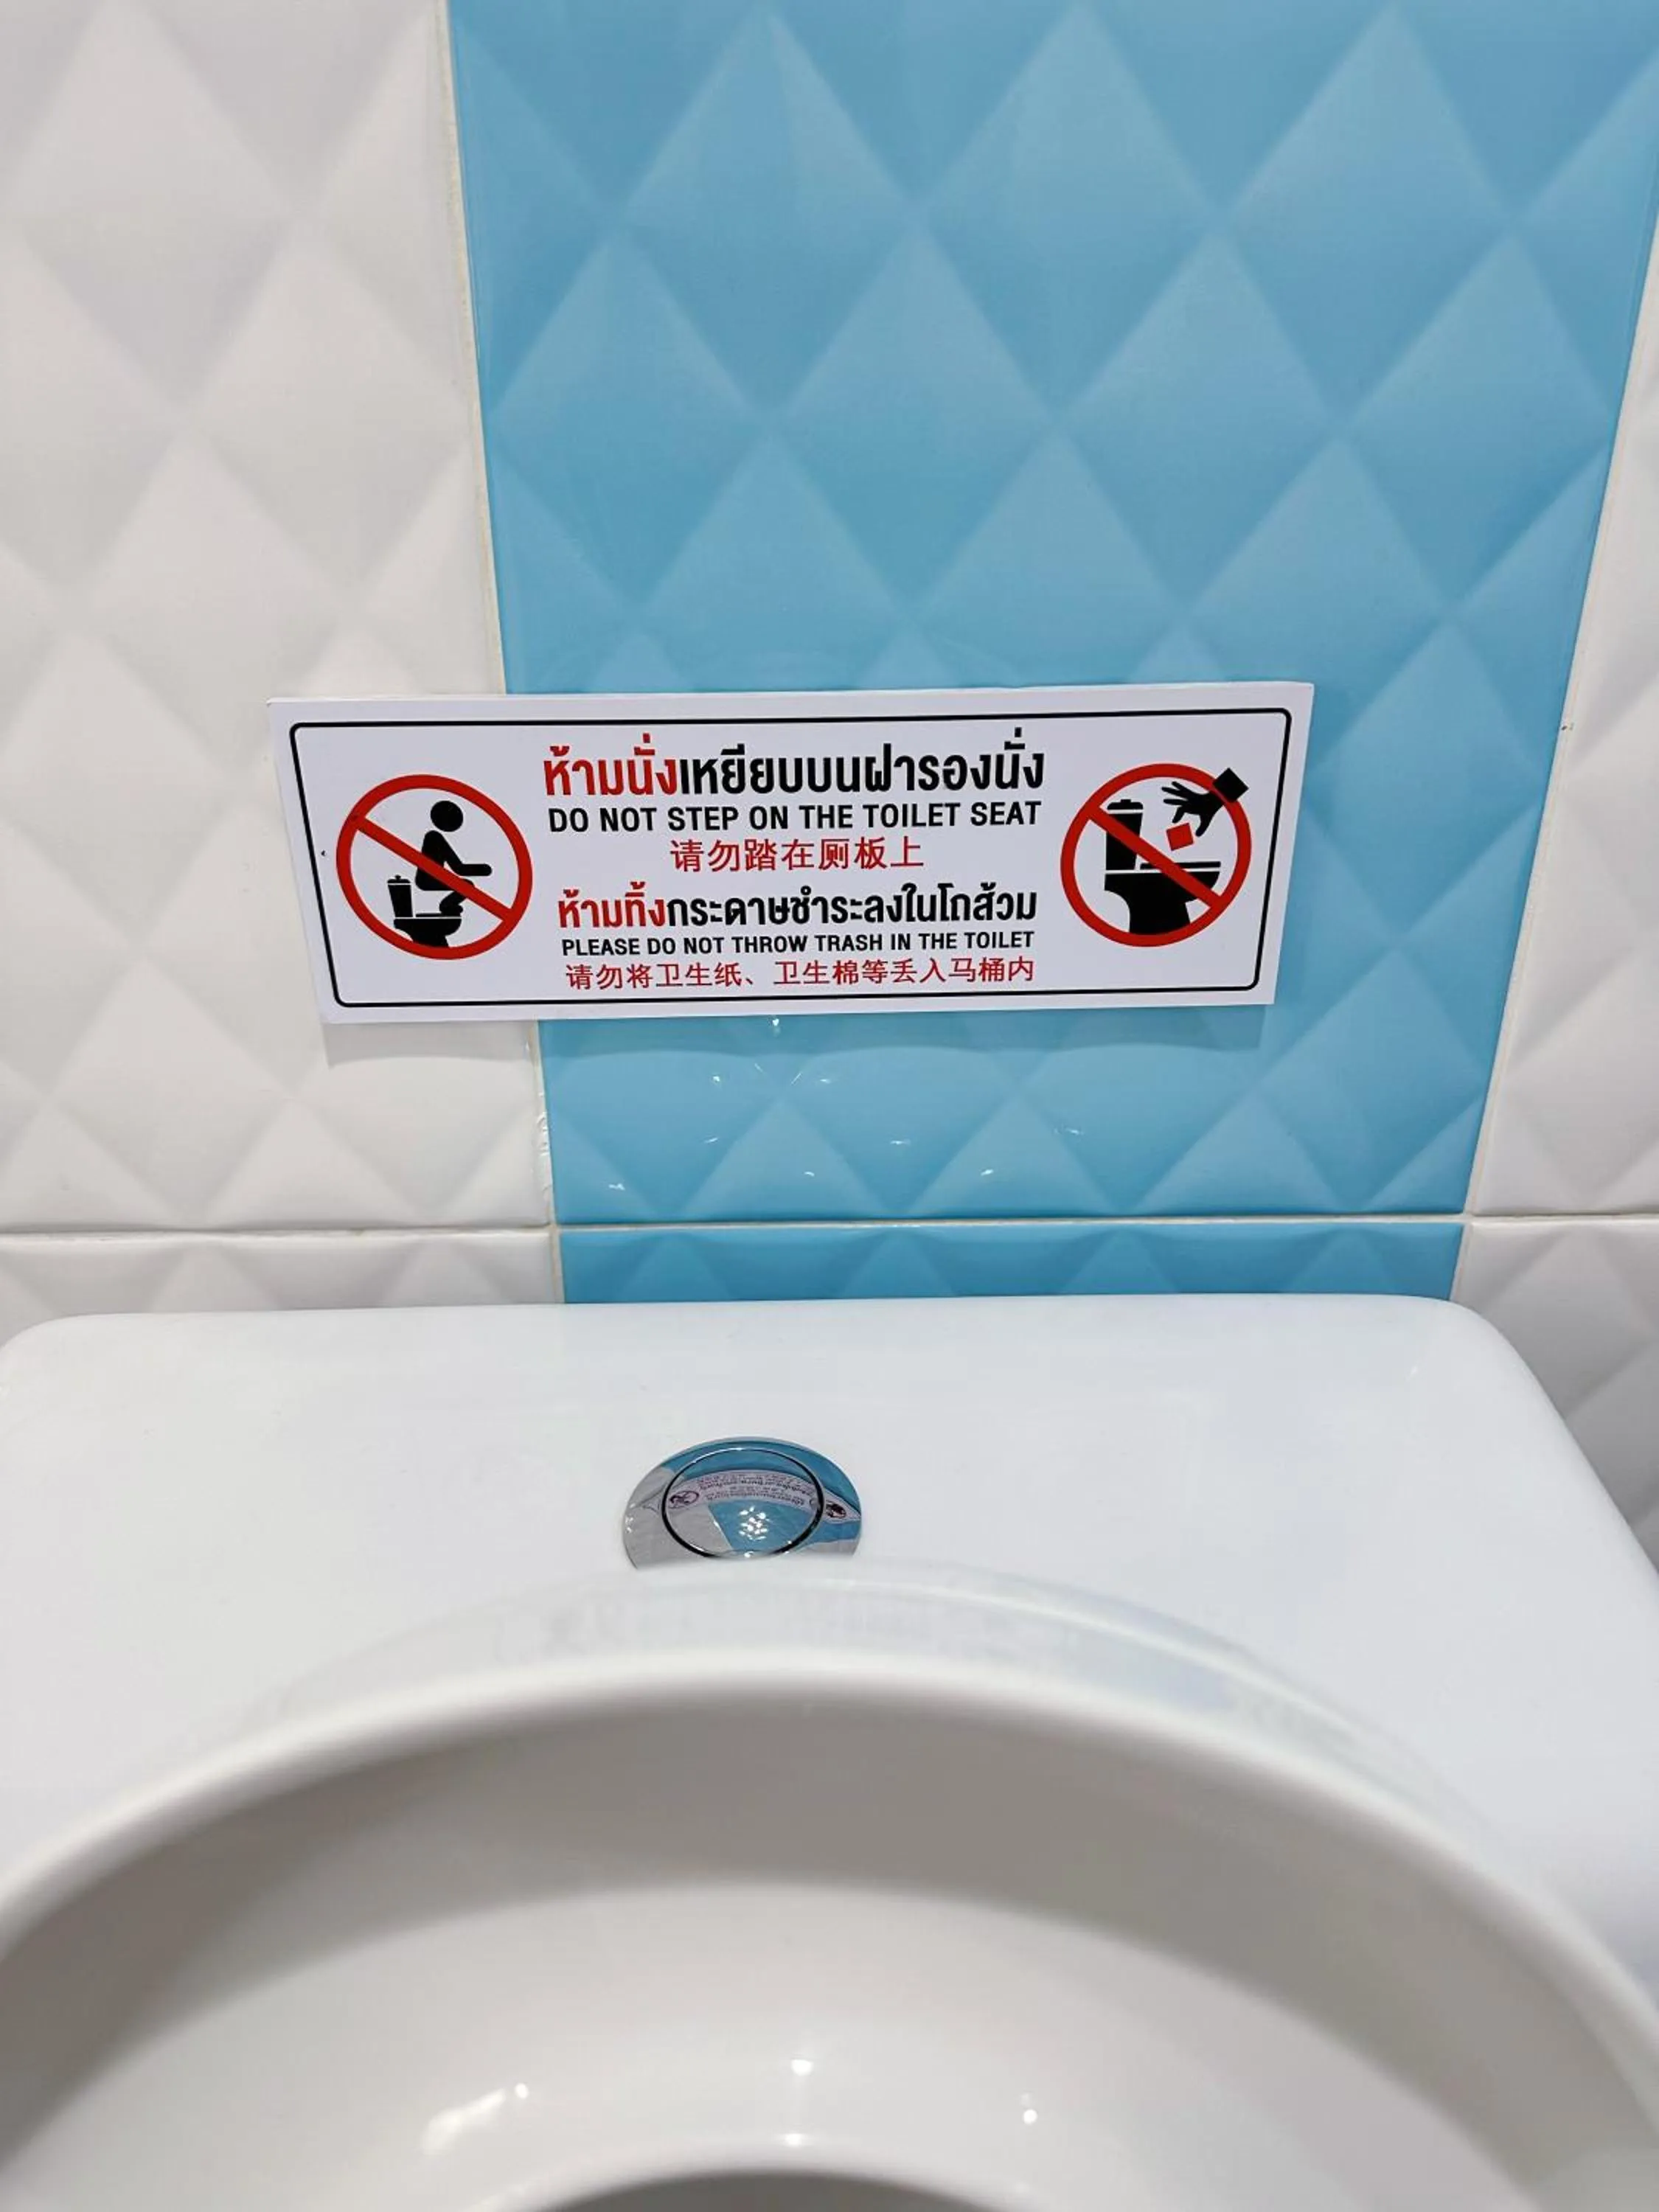 ห้ามนั่งเหยียบบนฝารองนั่ง
DO NOT STEP ON THE TOILET SEAT
请勿踏在厕板上
ห้ามทิ้งกระดาษชำระลงในโถส้วม
PLEASE DO NOT THROW TRASH IN THE TOILET
请勿将卫生纸、卫生棉等丢入马桶内